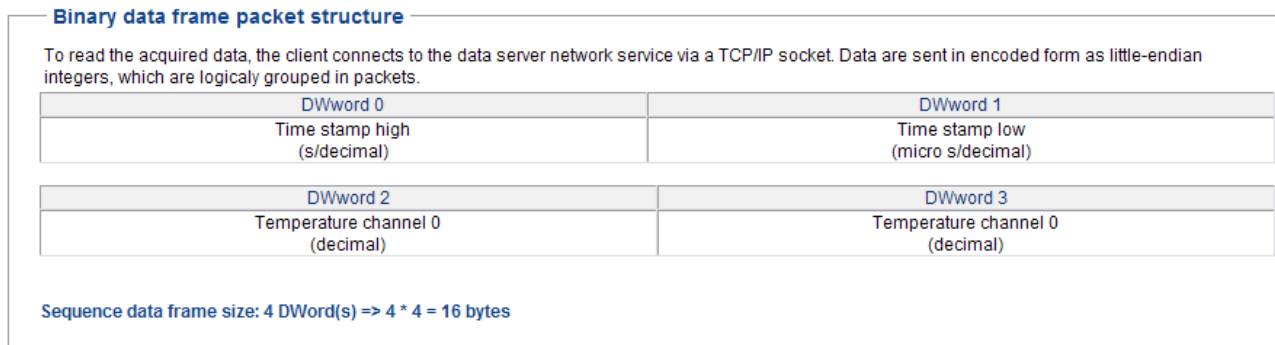 Binary data frame packet structure
To read the acquired data, the client connects to the data server network service via a TCP/IP socket. Data are sent in encoded form as little-endian
integers, which are logicaly grouped in packets.
DWword 0 DWword 1
Time stamp high Time stamp low
(s/decimal) (micro s/decimal)
DWword 2 DWword 3
Temperature channel 0 Temperature channel 0
(decimal) (decimal)
Sequence data frame size: 4 DWord(s) => 4 * 4 = 16 bytes